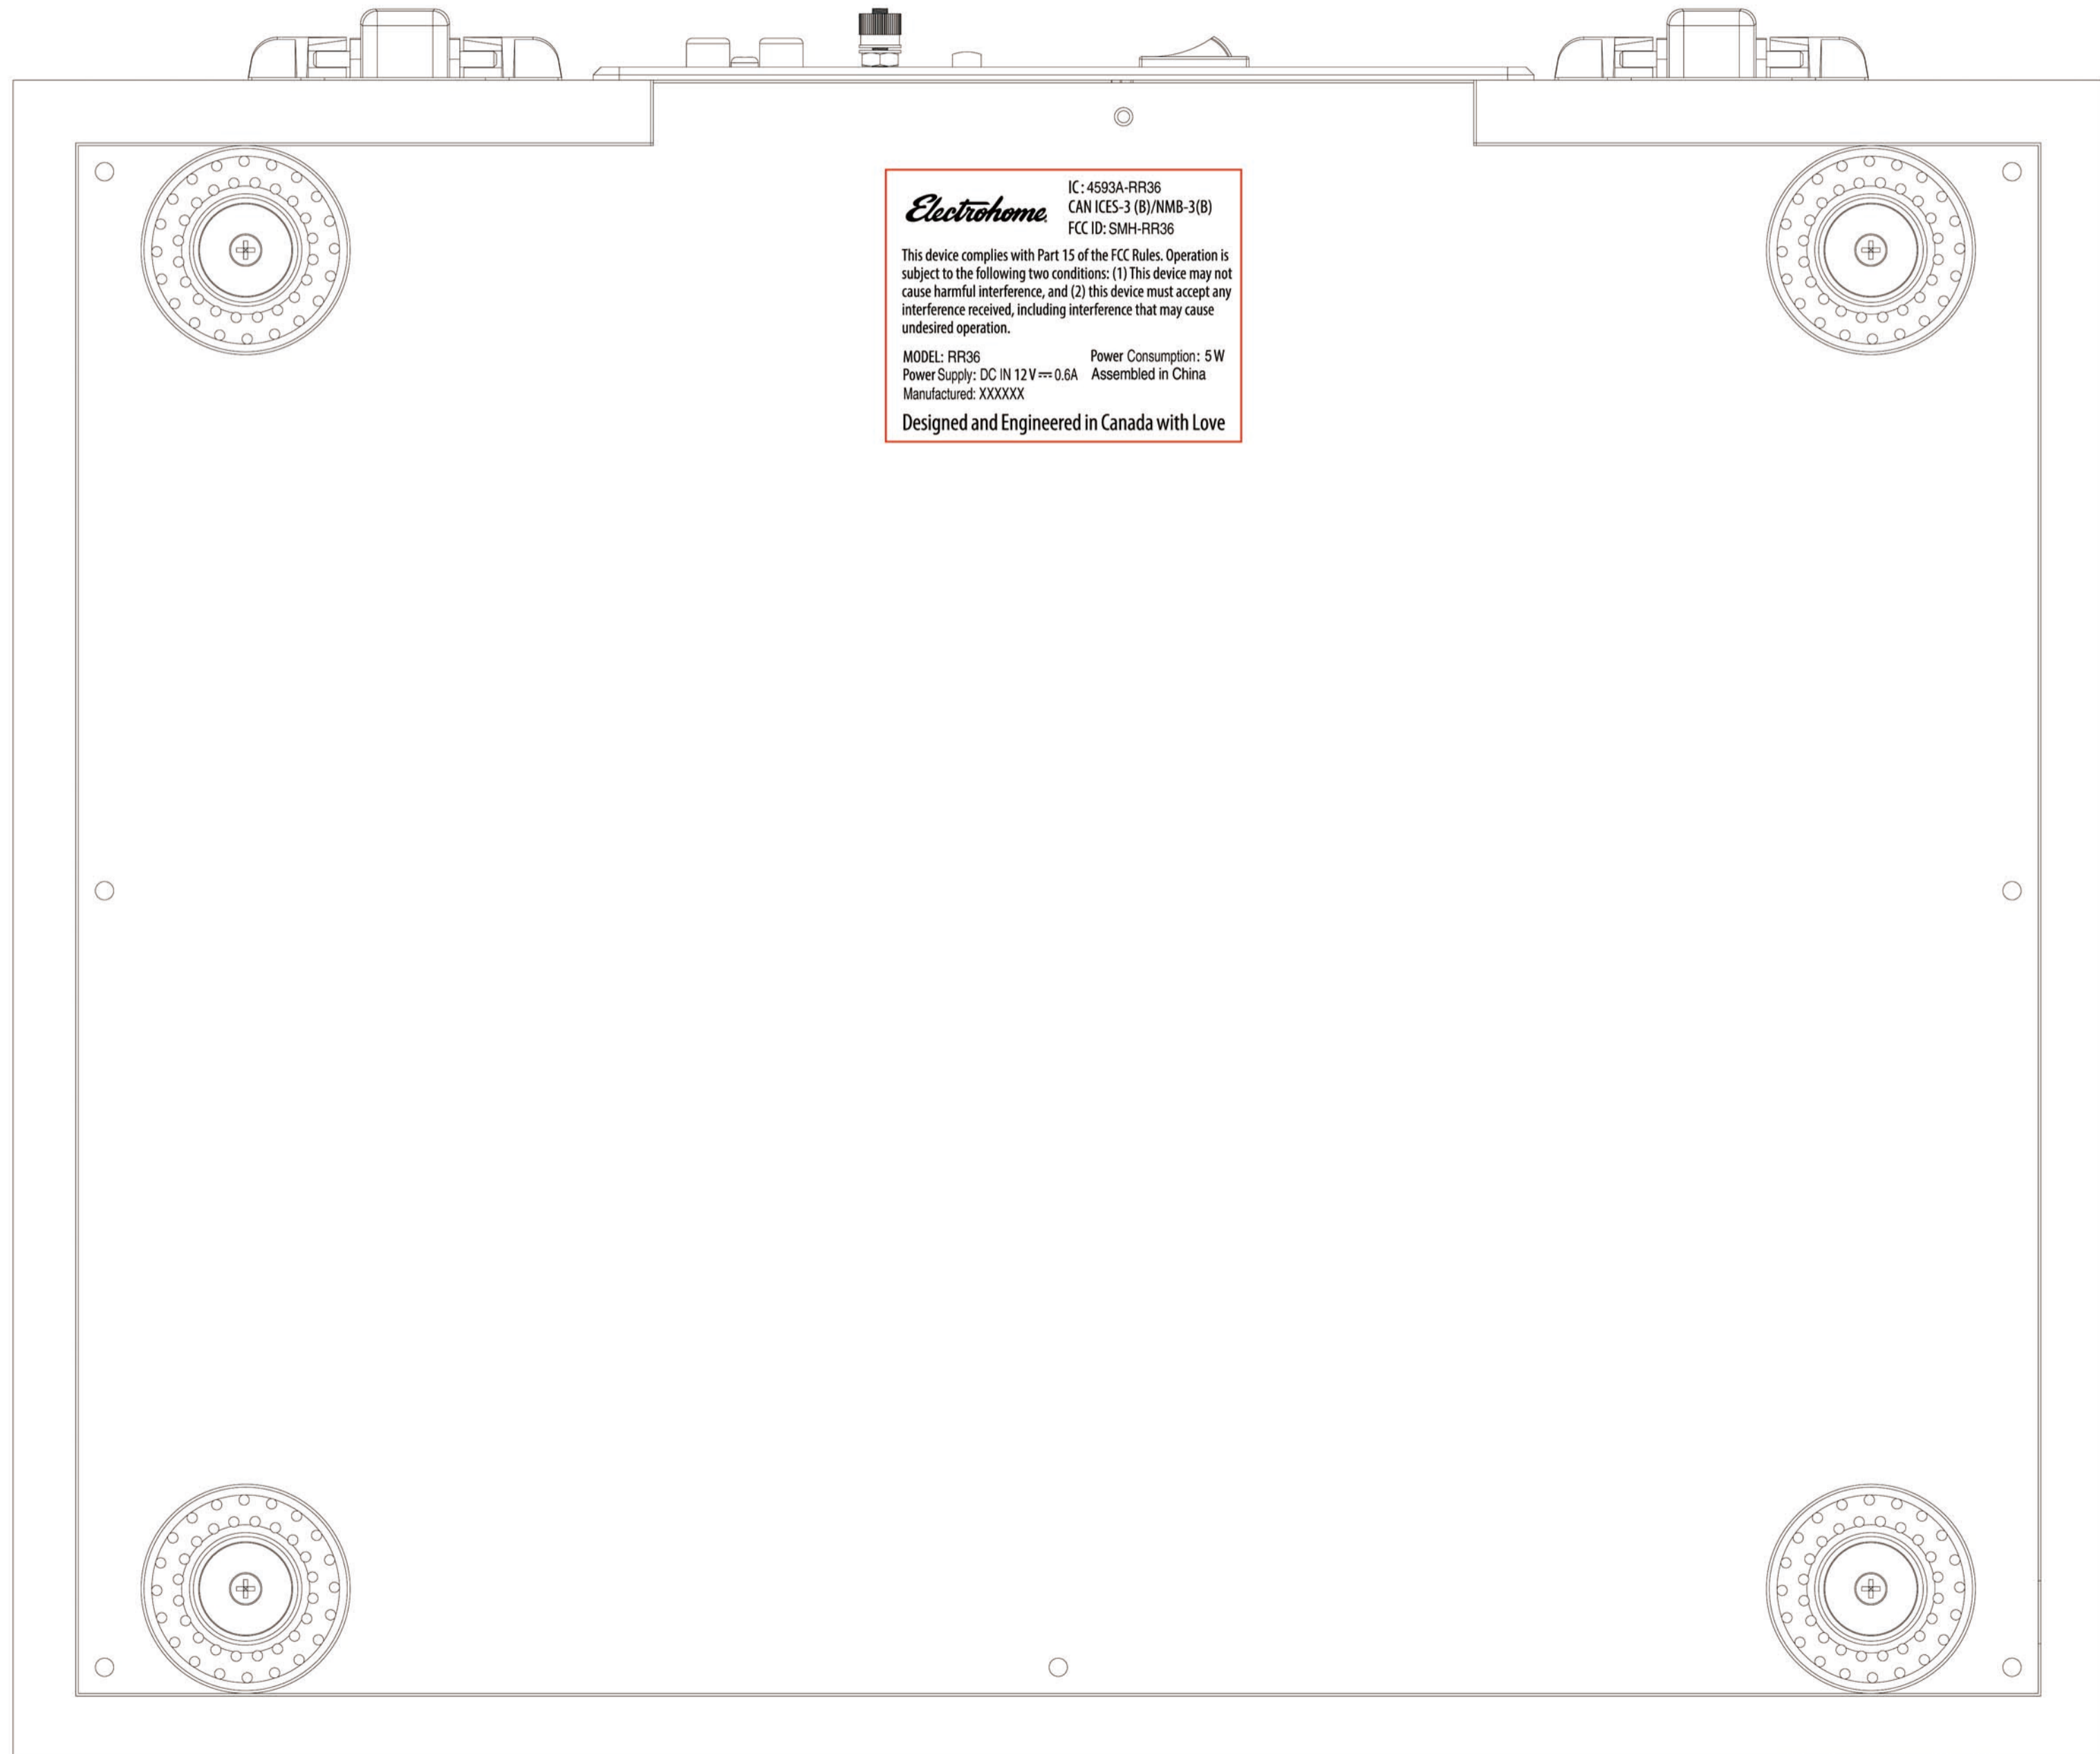 Electrohome
IC: 4593A-RR36
CAN ICES-3 (B)/NMB-3(B)
FCC ID: SMH-RR36
This device complies with Part 15 of the FCC Rules. Operation is
subject to the following two conditions: (1) This device may not
cause harmful interference, and (2) this device must accept any
interference received, including interference that may cause
undesired operation.
MODEL: RR36 Power Consumption: 5 W
Power Supply: DC IN 12 V ⎓ 0.6A Assembled in China
Manufactured: XXXXXX
Designed and Engineered in Canada with Love